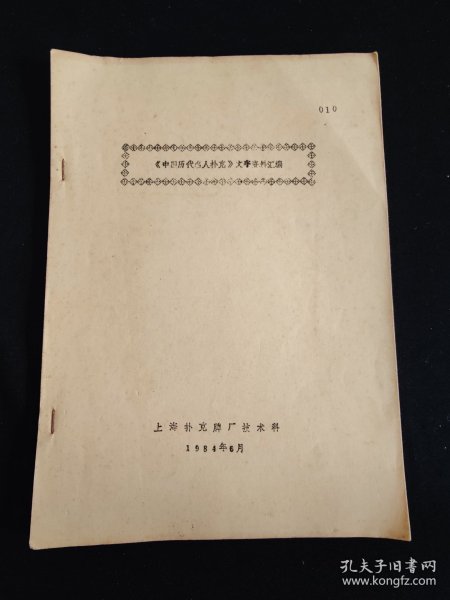 010
《中国历代名人扑克》文字资料汇编
上海扑克牌厂技术科
1984年6月
孔夫子旧书网
www.kongfz.com